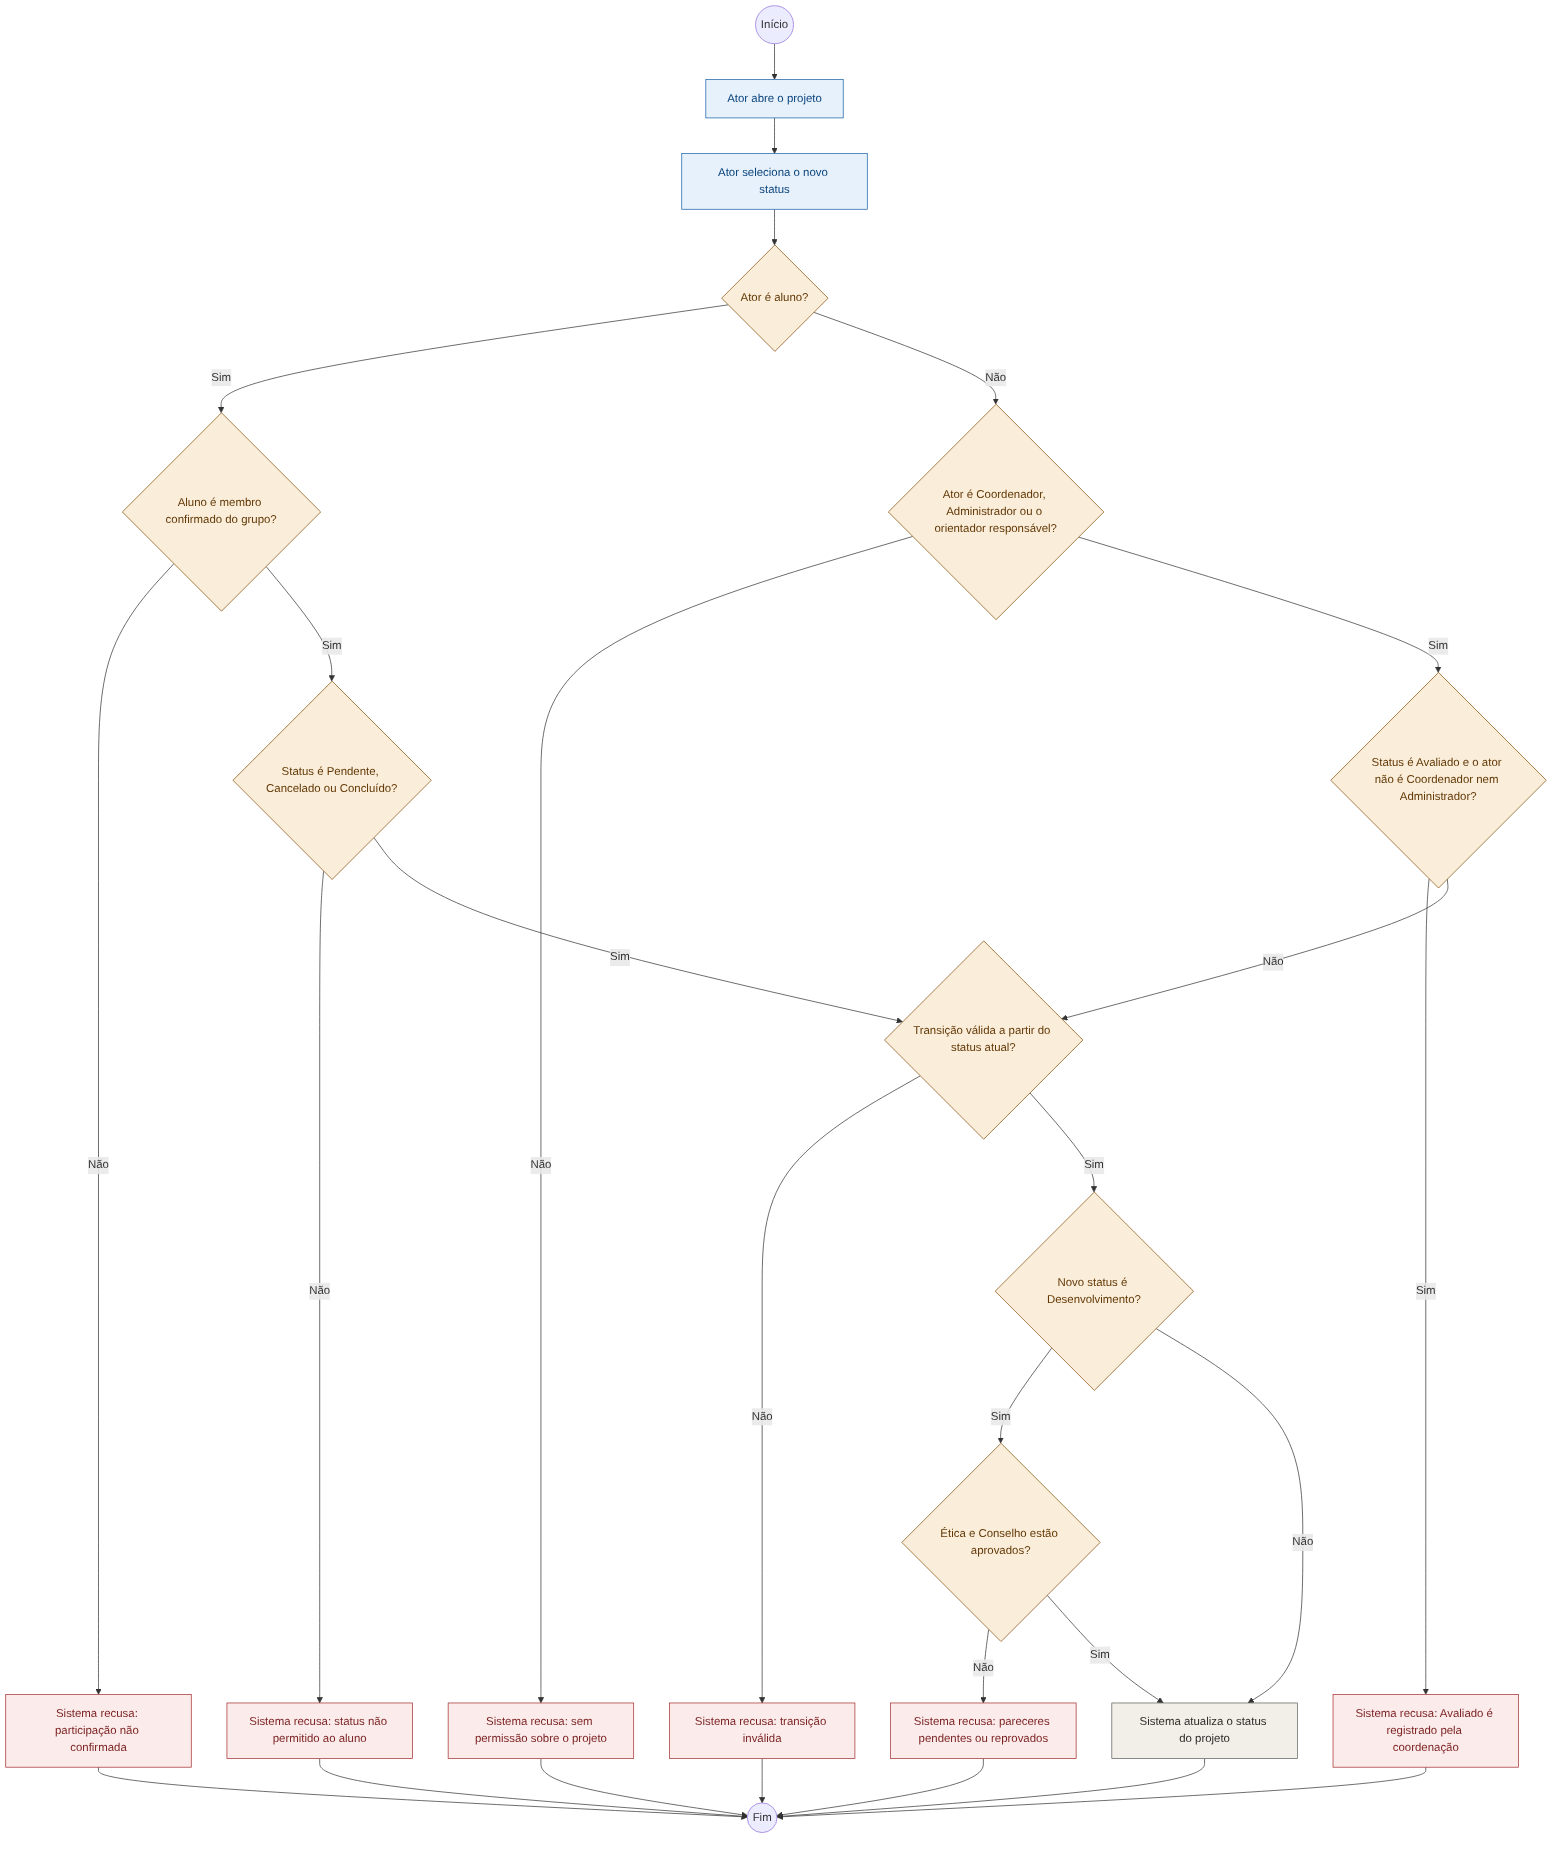 Início
Ator abre o projeto
Ator seleciona o novo
status
Ator é aluno?
Sim
Não
Aluno é membro
confirmado do grupo?
Ator é Coordenador,
Administrador ou o
orientador responsável?
Sim
Sim
Status é Pendente,
Cancelado ou Concluído?
Status é Avaliado e o ator
não é Coordenador nem
Administrador?
Sim
Não
Transição válida a partir do
status atual?
Não
Não
Sim
Novo status é
Desenvolvimento?
Não
Sim
Não
Sim
Ética e Conselho estão
aprovados?
Não
Sim
Não
Sistema recusa:
participação não
confirmada
Sistema recusa: status não
permitido ao aluno
Sistema recusa: sem
permissão sobre o projeto
Sistema recusa: transição
inválida
Sistema recusa: pareceres
pendentes ou reprovados
Sistema atualiza o status
do projeto
Sistema recusa: Avaliado é
registrado pela
coordenação
Fim